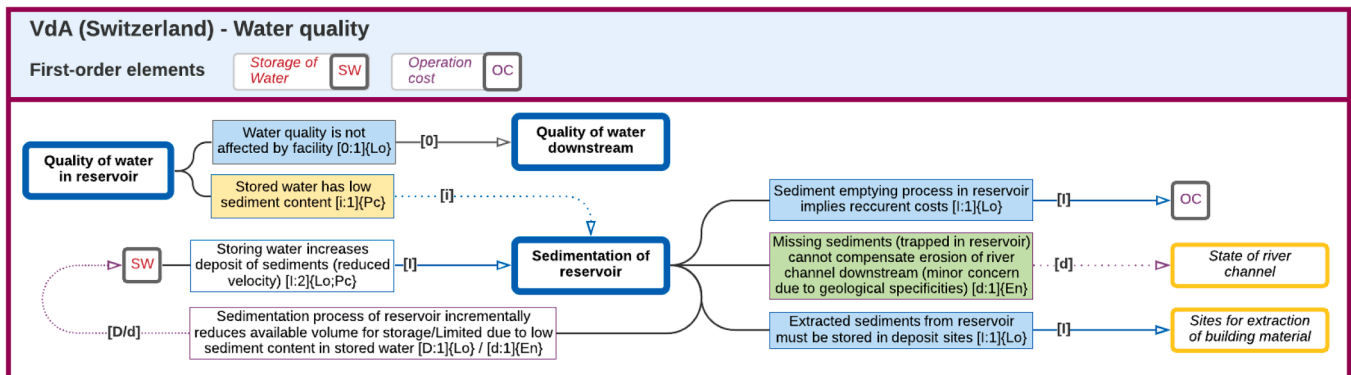 VdA (Switzerland) - Water quality
First-order elements
Storage of
Water
SW
Operation
cost
OC
Quality of water
in reservoir
Water quality is not
affected by facility [0:1]{Lo}
[0]
Quality of water
downstream
Stored water has low
sediment content [i:1]{Pc}
[i]
SW
Storing water increases
deposit of sediments (reduced
velocity) [I:2]{Lo;Pc}
[I]
Sedimentation of
reservoir
[D/d]
Sedimentation process of reservoir incrementally
reduces available volume for storage/Limited due to low
sediment content in stored water [D:1]{Lo} / [d:1]{En}
Sediment emptying process in reservoir
implies reccurent costs [I:1]{Lo}
[I]
OC
Missing sediments (trapped in reservoir)
cannot compensate erosion of river
channel downstream (minor concern
due to geological specificities) [d:1]{En}
[d]
State of river
channel
Extracted sediments from reservoir
must be stored in deposit sites [I:1]{Lo}
[I]
Sites for extraction
of building material